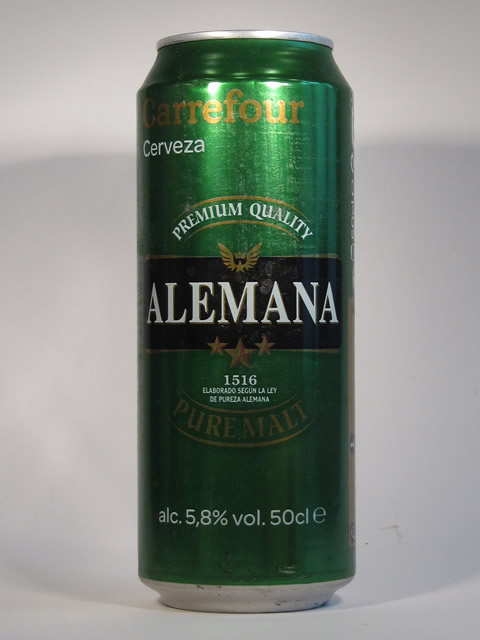 Carrefour
Cerveza
PREMIUM QUALITY
ALEMANA
1516
ELABORADO SEGÚN LA LEY
DE PUREZA ALEMANA
PURE MALT
alc. 5,8% vol. 50cl ℮